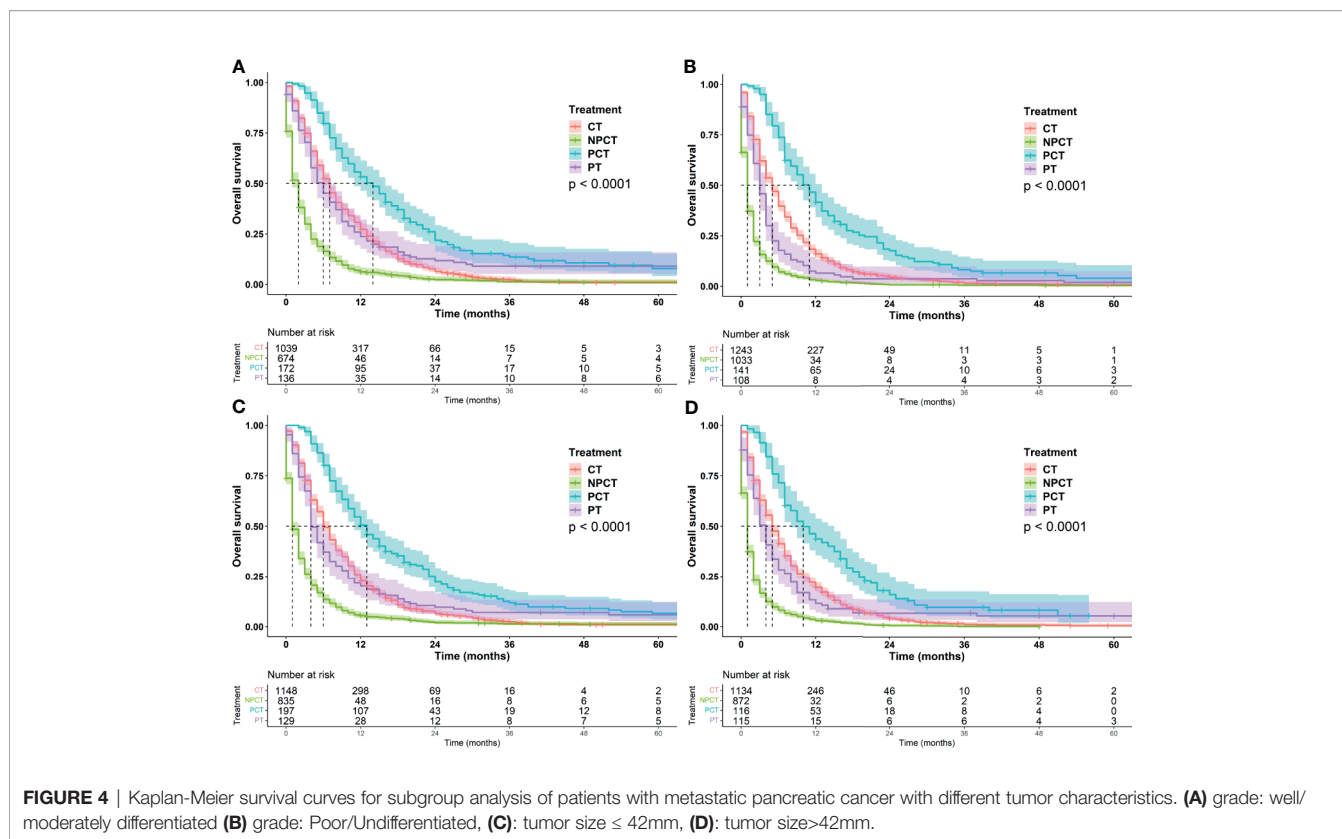 A
Overall survival
1.00
0.75
0.50
0.25
0.00
Treatment
CT
NPCT
PCT
PT
p < 0.0001
0 12 24 36 48 60
Time (months)
Number at risk
Treatment
CT 1039 317 66 15 5 3
NPCT 674 46 14 7 5 4
PCT 172 95 37 17 10 5
PT 136 35 14 10 8 6
0 12 24 36 48 60
Time (months)
B
Overall survival
1.00
0.75
0.50
0.25
0.00
Treatment
CT
NPCT
PCT
PT
p < 0.0001
0 12 24 36 48 60
Time (months)
Number at risk
Treatment
CT 1243 227 49 11 5 1
NPCT 1033 34 8 3 3 1
PCT 141 65 24 10 6 3
PT 108 8 4 4 3 2
0 12 24 36 48 60
Time (months)
C
Overall survival
1.00
0.75
0.50
0.25
0.00
Treatment
CT
NPCT
PCT
PT
p < 0.0001
0 12 24 36 48 60
Time (months)
Number at risk
Treatment
CT 1148 298 69 16 4 2
NPCT 835 48 16 8 6 5
PCT 197 107 43 19 12 8
PT 129 28 12 8 7 5
0 12 24 36 48 60
Time (months)
D
Overall survival
1.00
0.75
0.50
0.25
0.00
Treatment
CT
NPCT
PCT
PT
p < 0.0001
0 12 24 36 48 60
Time (months)
Number at risk
Treatment
CT 1134 246 46 10 6 2
NPCT 872 32 6 2 2 0
PCT 116 53 18 8 4 0
PT 115 15 6 6 4 3
0 12 24 36 48 60
Time (months)
FIGURE 4 | Kaplan-Meier survival curves for subgroup analysis of patients with metastatic pancreatic cancer with different tumor characteristics. (A) grade: well/
moderately differentiated (B) grade: Poor/Undifferentiated, (C): tumor size ≤ 42mm, (D): tumor size>42mm.